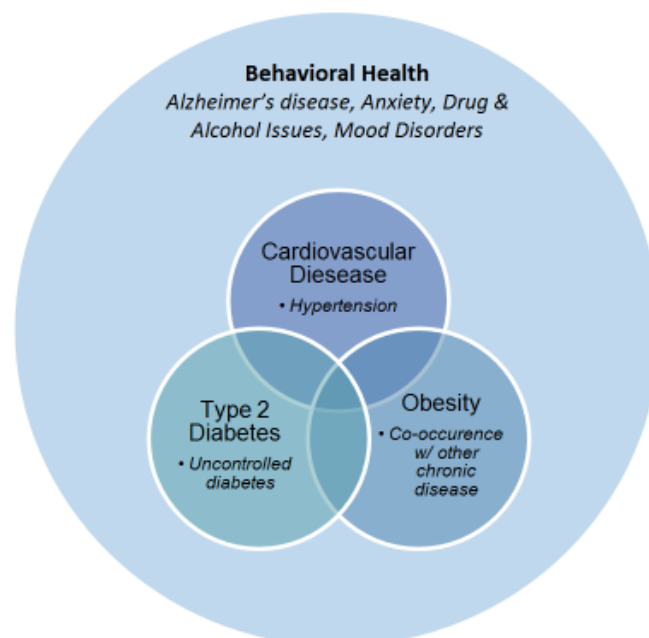 Behavioral Health
Alzheimer's disease, Anxiety, Drug &
Alcohol Issues, Mood Disorders
Cardiovascular
Diesease
• Hypertension
Type 2
Diabetes
• Uncontrolled
diabetes
Obesity
• Co-occurence
w/ other
chronic
disease